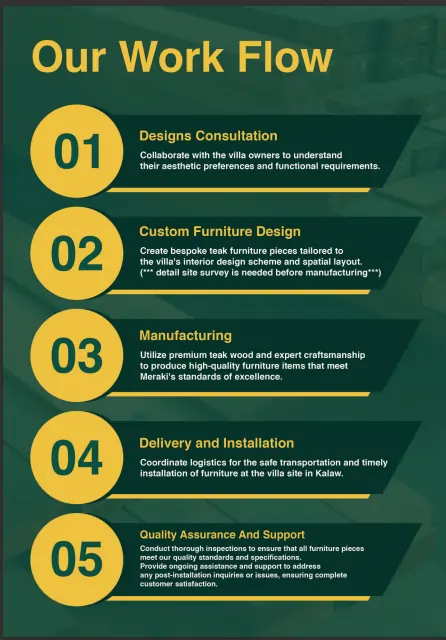 Our Work Flow
01
Designs Consultation
Collaborate with the villa owners to understand
their aesthetic preferences and functional requirements.
02
Custom Furniture Design
Create bespoke teak furniture pieces tailored to
the villa's interior design scheme and spatial layout.
(*** detail site survey is needed before manufacturing***)
03
Manufacturing
Utilize premium teak wood and expert craftsmanship
to produce high-quality furniture items that meet
Meraki's standards of excellence.
04
Delivery and Installation
Coordinate logistics for the safe transportation and timely
installation of furniture at the villa site in Kalaw.
05
Quality Assurance And Support
Conduct thorough inspections to ensure that all furniture pieces
meet our quality standards and specifications.
Provide ongoing assistance and support to address
any post-installation inquiries or issues, ensuring complete
customer satisfaction.